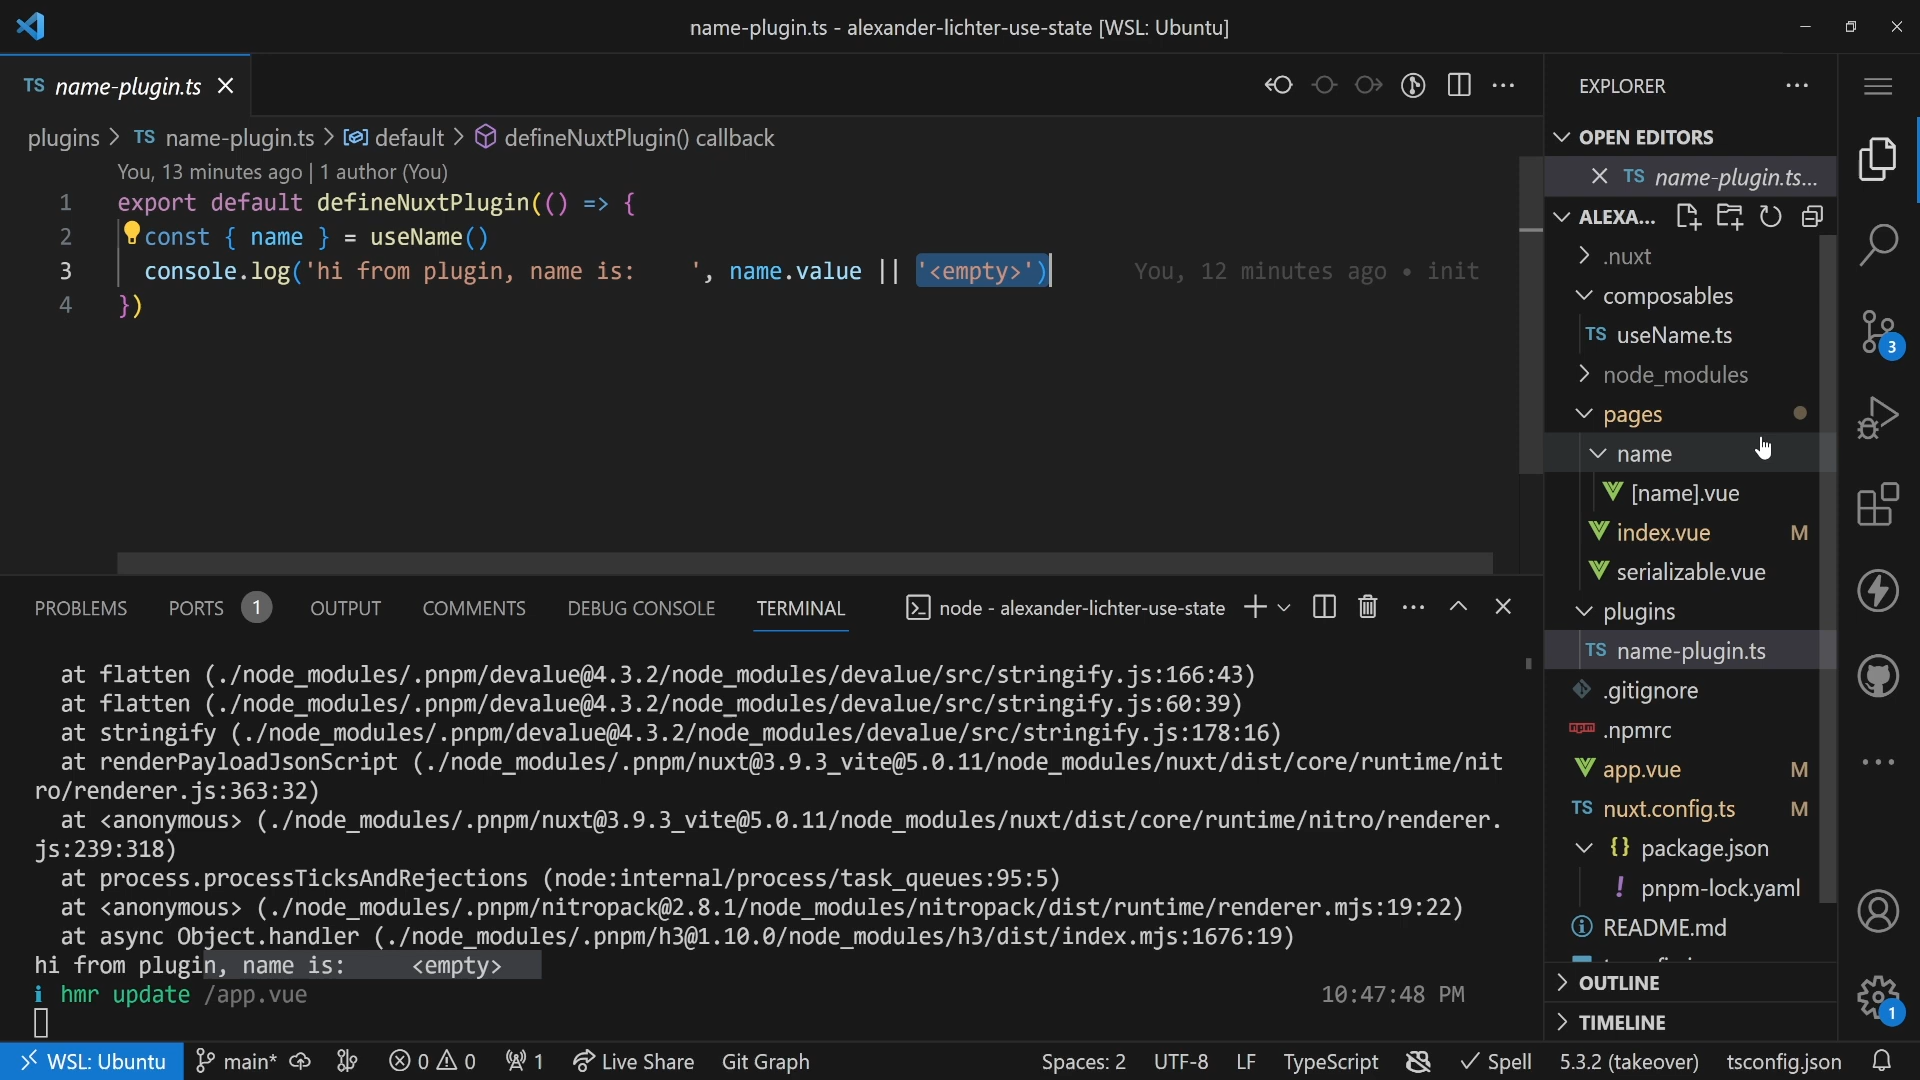 name-plugin.ts - alexander-lichter-use-state [WSL: Ubuntu]
TS name-plugin.ts
plugins > TS name-plugin.ts > default > defineNuxtPlugin() callback
You, 13 minutes ago | 1 author (You)
1 export default defineNuxtPlugin(() => {
2 const { name } = useName()
3 console.log('hi from plugin, name is:    ', name.value || '<empty>') You, 12 minutes ago • init
4 })
PROBLEMS PORTS 1 OUTPUT COMMENTS DEBUG CONSOLE TERMINAL node - alexander-lichter-use-state
at flatten (./node_modules/.pnpm/devalue@4.3.2/node_modules/devalue/src/stringify.js:166:43)
at flatten (./node_modules/.pnpm/devalue@4.3.2/node_modules/devalue/src/stringify.js:60:39)
at stringify (./node_modules/.pnpm/devalue@4.3.2/node_modules/devalue/src/stringify.js:178:16)
at renderPayloadJsonScript (./node_modules/.pnpm/nuxt@3.9.3_vite@5.0.11/node_modules/nuxt/dist/core/runtime/nit
ro/renderer.js:363:32)
at <anonymous> (./node_modules/.pnpm/nuxt@3.9.3_vite@5.0.11/node_modules/nuxt/dist/core/runtime/nitro/renderer.
js:239:318)
at process.processTicksAndRejections (node:internal/process/task_queues:95:5)
at <anonymous> (./node_modules/.pnpm/nitropack@2.8.1/node_modules/nitropack/dist/runtime/renderer.mjs:19:22)
at async Object.handler (./node_modules/.pnpm/h3@1.10.0/node_modules/h3/dist/index.mjs:1676:19)
hi from plugin, name is:     <empty>
i hmr update /app.vue 10:47:48 PM
EXPLORER
OPEN EDITORS
TS name-plugin.ts...
ALEXA...
.nuxt
composables
TS useName.ts
node_modules
pages
name
[name].vue
index.vue M
serializable.vue
plugins
TS name-plugin.ts
.gitignore
npm .npmrc
app.vue M
TS nuxt.config.ts M
{} package.json
! pnpm-lock.yaml
README.md
OUTLINE
TIMELINE
3
1
WSL: Ubuntu main* 0 0 1 Live Share Git Graph Spaces: 2 UTF-8 LF TypeScript Spell 5.3.2 (takeover) tsconfig.json